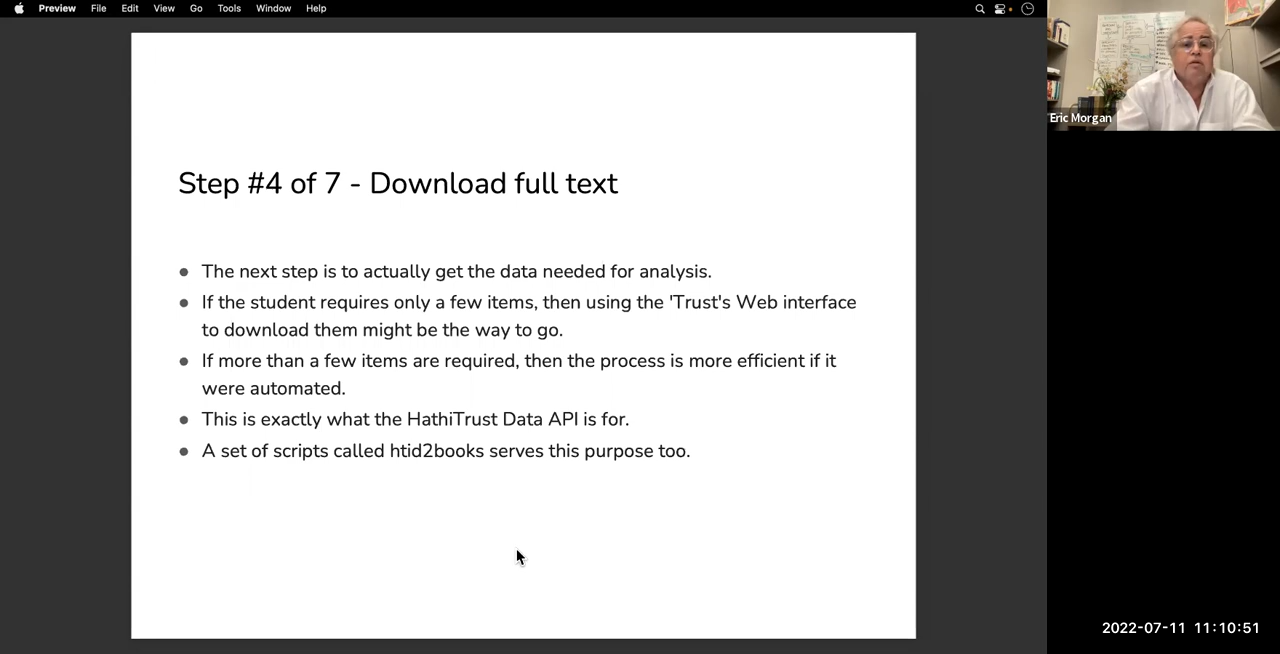 Preview File Edit View Go Tools Window Help
Eric Morgan
Step #4 of 7 - Download full text
● The next step is to actually get the data needed for analysis.
● If the student requires only a few items, then using the 'Trust's Web interface
to download them might be the way to go.
● If more than a few items are required, then the process is more efficient if it
were automated.
● This is exactly what the HathiTrust Data API is for.
● A set of scripts called htid2books serves this purpose too.
2022-07-11 11:10:51